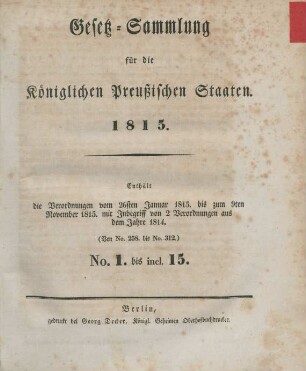 Gesetz-Sammlung
für die
Königlichen Preußischen Staaten.
1815.
Enthält
die Verordnungen vom 26sten Januar 1815. bis zum 9ten
November 1815. mit Inbegriff von 2 Verordnungen aus
dem Jahre 1814.
(Von No. 258. bis No. 312.)
No. 1. bis incl. 15.
Berlin,
gedruckt bei Georg Decker, Königl. Geheimen Oberhofbuchdrucker.